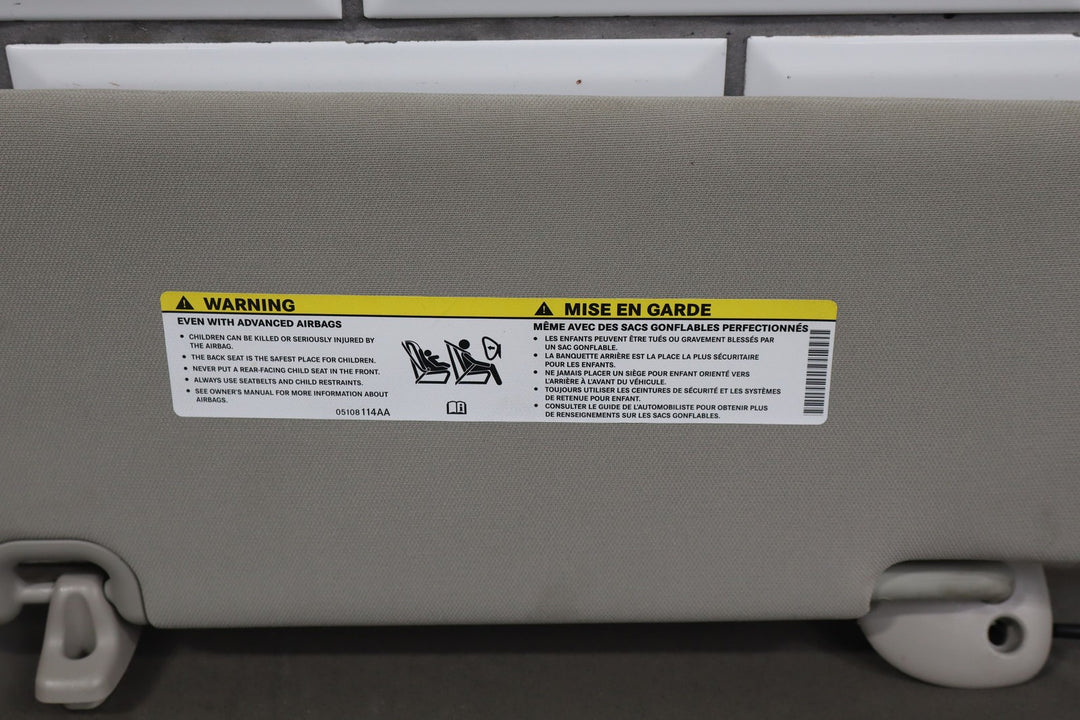 WARNING
EVEN WITH ADVANCED AIRBAGS
• CHILDREN CAN BE KILLED OR SERIOUSLY INJURED BY
THE AIRBAG.
• THE BACK SEAT IS THE SAFEST PLACE FOR CHILDREN.
• NEVER PUT A REAR-FACING CHILD SEAT IN THE FRONT.
• ALWAYS USE SEATBELTS AND CHILD RESTRAINTS.
• SEE OWNER'S MANUAL FOR MORE INFORMATION ABOUT
AIRBAGS.
05108114AA
MISE EN GARDE
MÊME AVEC DES SACS GONFLABLES PERFECTIONNÉS
• LES ENFANTS PEUVENT ÊTRE TUÉS OU GRAVEMENT BLESSÉS PAR
UN SAC GONFLABLE.
• LA BANQUETTE ARRIÈRE EST LA PLACE LA PLUS SÉCURITAIRE
POUR LES ENFANTS.
• NE JAMAIS PLACER UN SIÈGE POUR ENFANT ORIENTÉ VERS
L'ARRIÈRE À L'AVANT DU VÉHICULE.
• TOUJOURS UTILISER LES CEINTURES DE SÉCURITÉ ET LES SYSTÈMES
DE RETENUE POUR ENFANT.
• CONSULTER LE GUIDE DE L'AUTOMOBILISTE POUR OBTENIR PLUS
DE RENSEIGNEMENTS SUR LES SACS GONFLABLES.